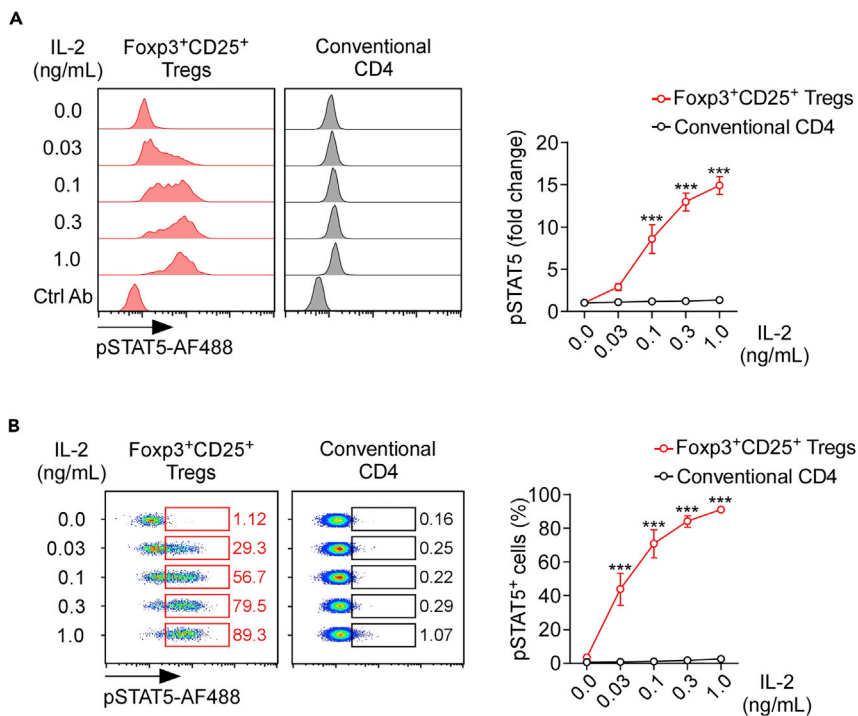 A
IL-2
(ng/mL)
Foxp3⁺CD25⁺
Tregs
Conventional
CD4
0.0
0.03
0.1
0.3
1.0
Ctrl Ab
pSTAT5-AF488
Foxp3⁺CD25⁺ Tregs
Conventional CD4
pSTAT5 (fold change)
20
15
10
5
0
***
***
***
0.0
0.03
0.1
0.3
1.0
IL-2
(ng/mL)
B
IL-2
(ng/mL)
Foxp3⁺CD25⁺
Tregs
Conventional
CD4
0.0 1.12 0.16
0.03 29.3 0.25
0.1 56.7 0.22
0.3 79.5 0.29
1.0 89.3 1.07
pSTAT5-AF488
Foxp3⁺CD25⁺ Tregs
Conventional CD4
pSTAT5⁺ cells (%)
100
80
60
40
20
0
***
***
***
***
0.0
0.03
0.1
0.3
1.0
IL-2
(ng/mL)